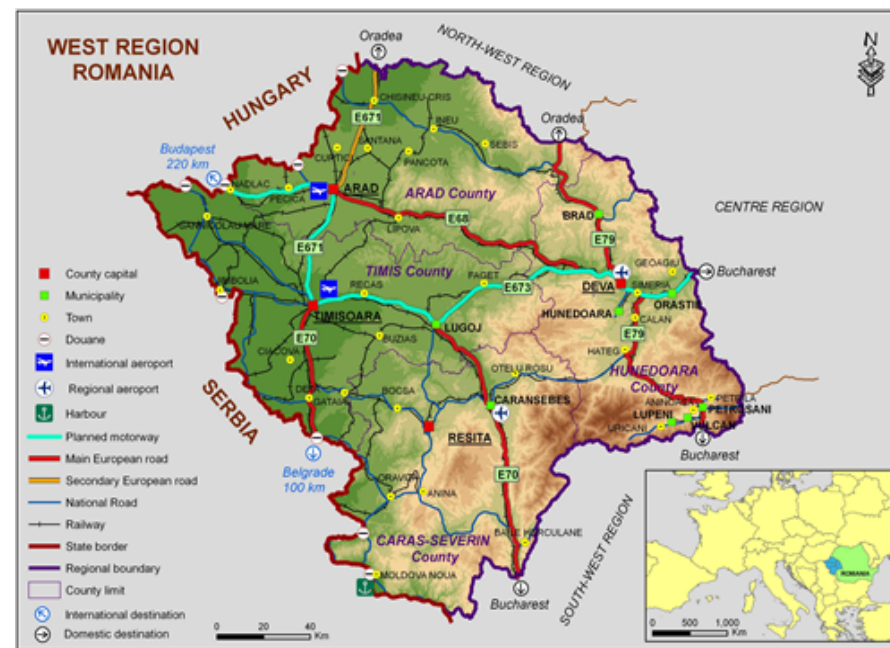 WEST REGION
ROMANIA
Oradea
NORTH-WEST REGION
N
HUNGARY
CHISINEU-CRIS
E671
INEU
Oradea
SANTANA
SEBIS
CURTICI
PANCOTA
Budapest
220 km
NADLAC
PECICA
ARAD
ARAD County
CENTRE REGION
SANNICOLAU MARE
LIPOVA
E68
BRAD
E671
E79
TIMIS County
GEOAGIU
Bucharest
JIMBOLIA
RECAS
FAGET
E673
DEVA
SIMERIA
ORASTIE
TIMISOARA
HUNEDOARA
LUGOJ
CALAN
E70
BUZIAS
E79
CIACOVA
HATEG
OTELU ROSU
HUNEDOARA
County
SERBIA
DETA
GATAIA
BOCSA
CARANSEBES
ANINOASA
PETRILA
LUPENI
PETROSANI
URICANI
VULCAN
RESITA
Bucharest
Belgrade
100 km
E70
ORAVITA
ANINA
SOUTH-WEST REGION
CARAS-SEVERIN
County
BAILE HERCULANE
MOLDOVA NOUA
Bucharest
County capital
Municipality
Town
Douane
International aeroport
Regional aeroport
Harbour
Planned motorway
Main European road
Secondary European road
National Road
Railway
State border
Regional boundary
County limit
International destination
Domestic destination
0 20 40
Km
ROMANIA
0 500 1,000
Km